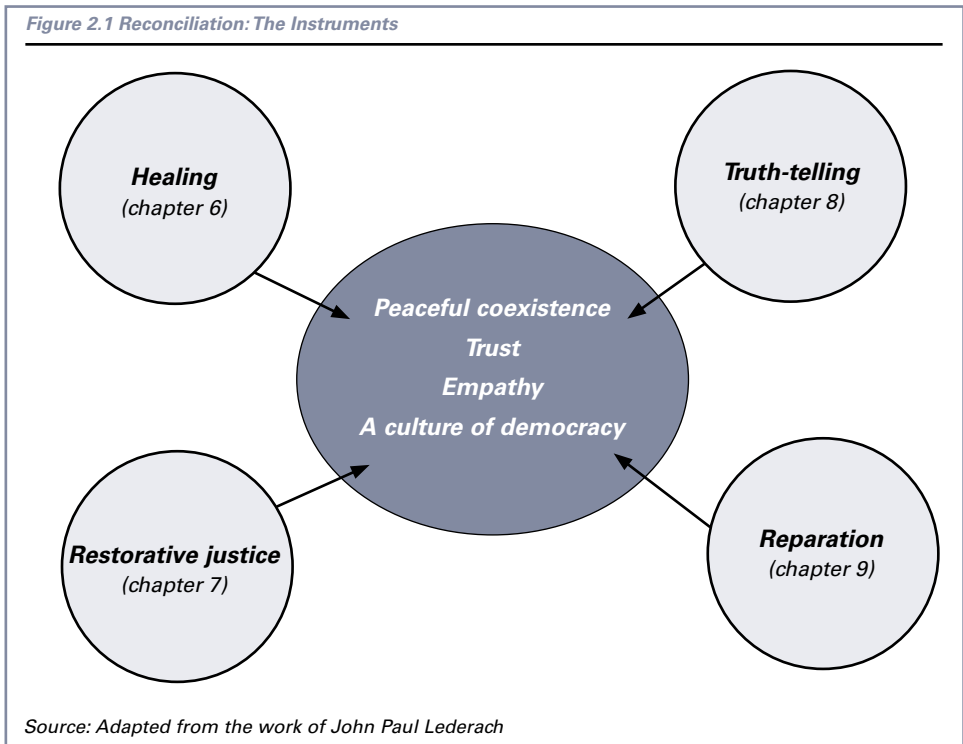 Figure 2.1 Reconciliation: The Instruments
Healing
(chapter 6)
Truth-telling
(chapter 8)
Peaceful coexistence
Trust
Empathy
A culture of democracy
Restorative justice
(chapter 7)
Reparation
(chapter 9)
Source: Adapted from the work of John Paul Lederach